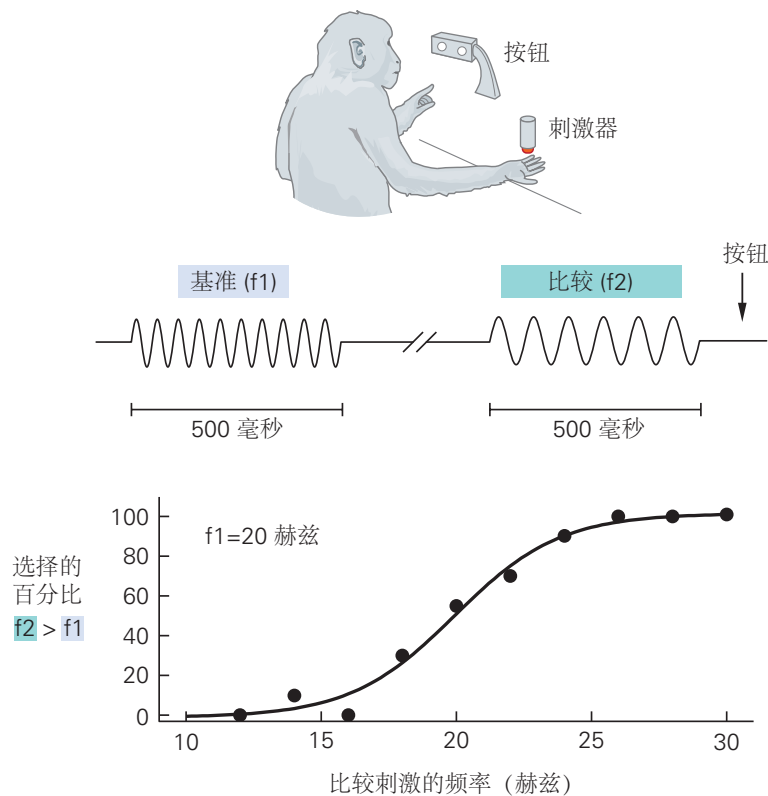 按钮
刺激器
按钮
基准 (f1)
比较 (f2)
500 毫秒
500 毫秒
f1=20 赫兹
选择的
百分比
f2 > f1
100
80
60
40
20
0
10
15
20
25
30
比较刺激的频率（赫兹）